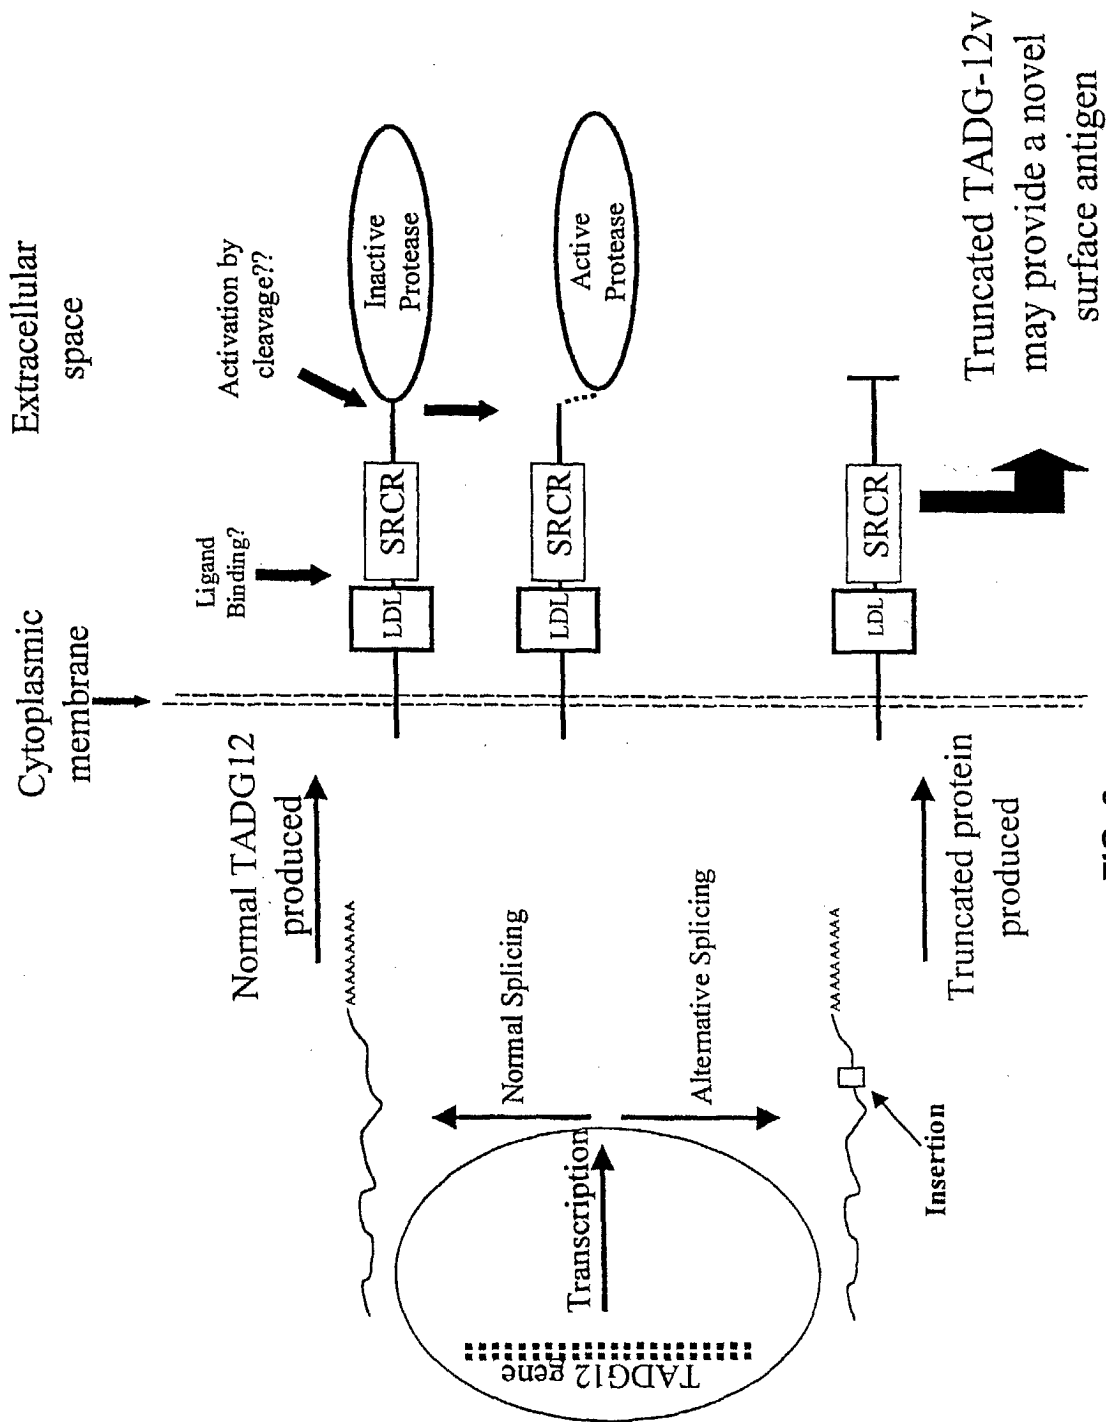 Cytoplasmic
membrane
Extracellular
space
Normal TADG12
produced
Ligand
Binding?
Activation by
cleavage??
AAAAAAAAA
LDL
SRCR
Inactive
Protease
Normal Splicing
LDL
SRCR
Active
Protease
TADG12 gene
Transcription
Alternative Splicing
AAAAAAAAA
LDL
SRCR
Insertion
Truncated protein
produced
Truncated TADG-12v
may provide a novel
surface antigen